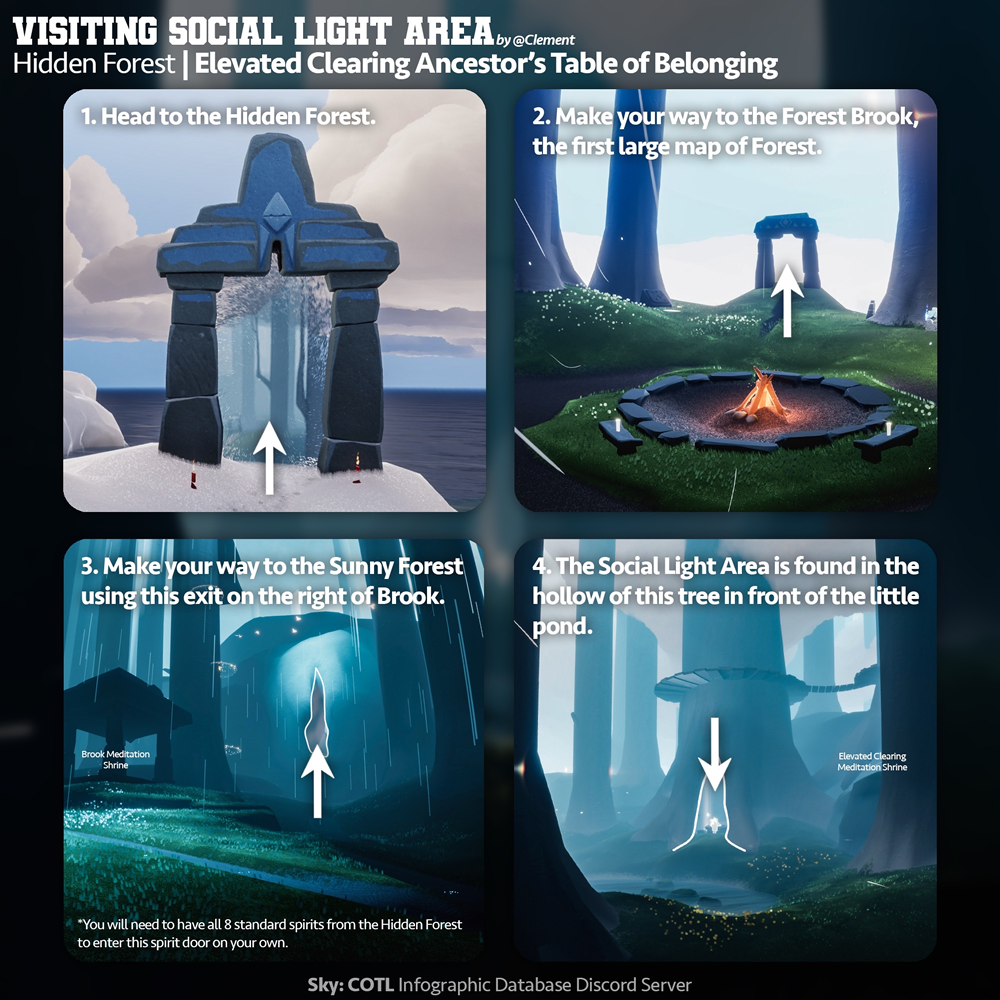 VISITING SOCIAL LIGHT AREA by @Clement
Hidden Forest | Elevated Clearing Ancestor's Table of Belonging
1. Head to the Hidden Forest.
2. Make your way to the Forest Brook,
the first large map of Forest.
3. Make your way to the Sunny Forest
using this exit on the right of Brook.
Brook Meditation
Shrine
*You will need to have all 8 standard spirits from the Hidden Forest
to enter this spirit door on your own.
4. The Social Light Area is found in the
hollow of this tree in front of the little
pond.
Elevated Clearing
Meditation Shrine
Sky: COTL Infographic Database Discord Server